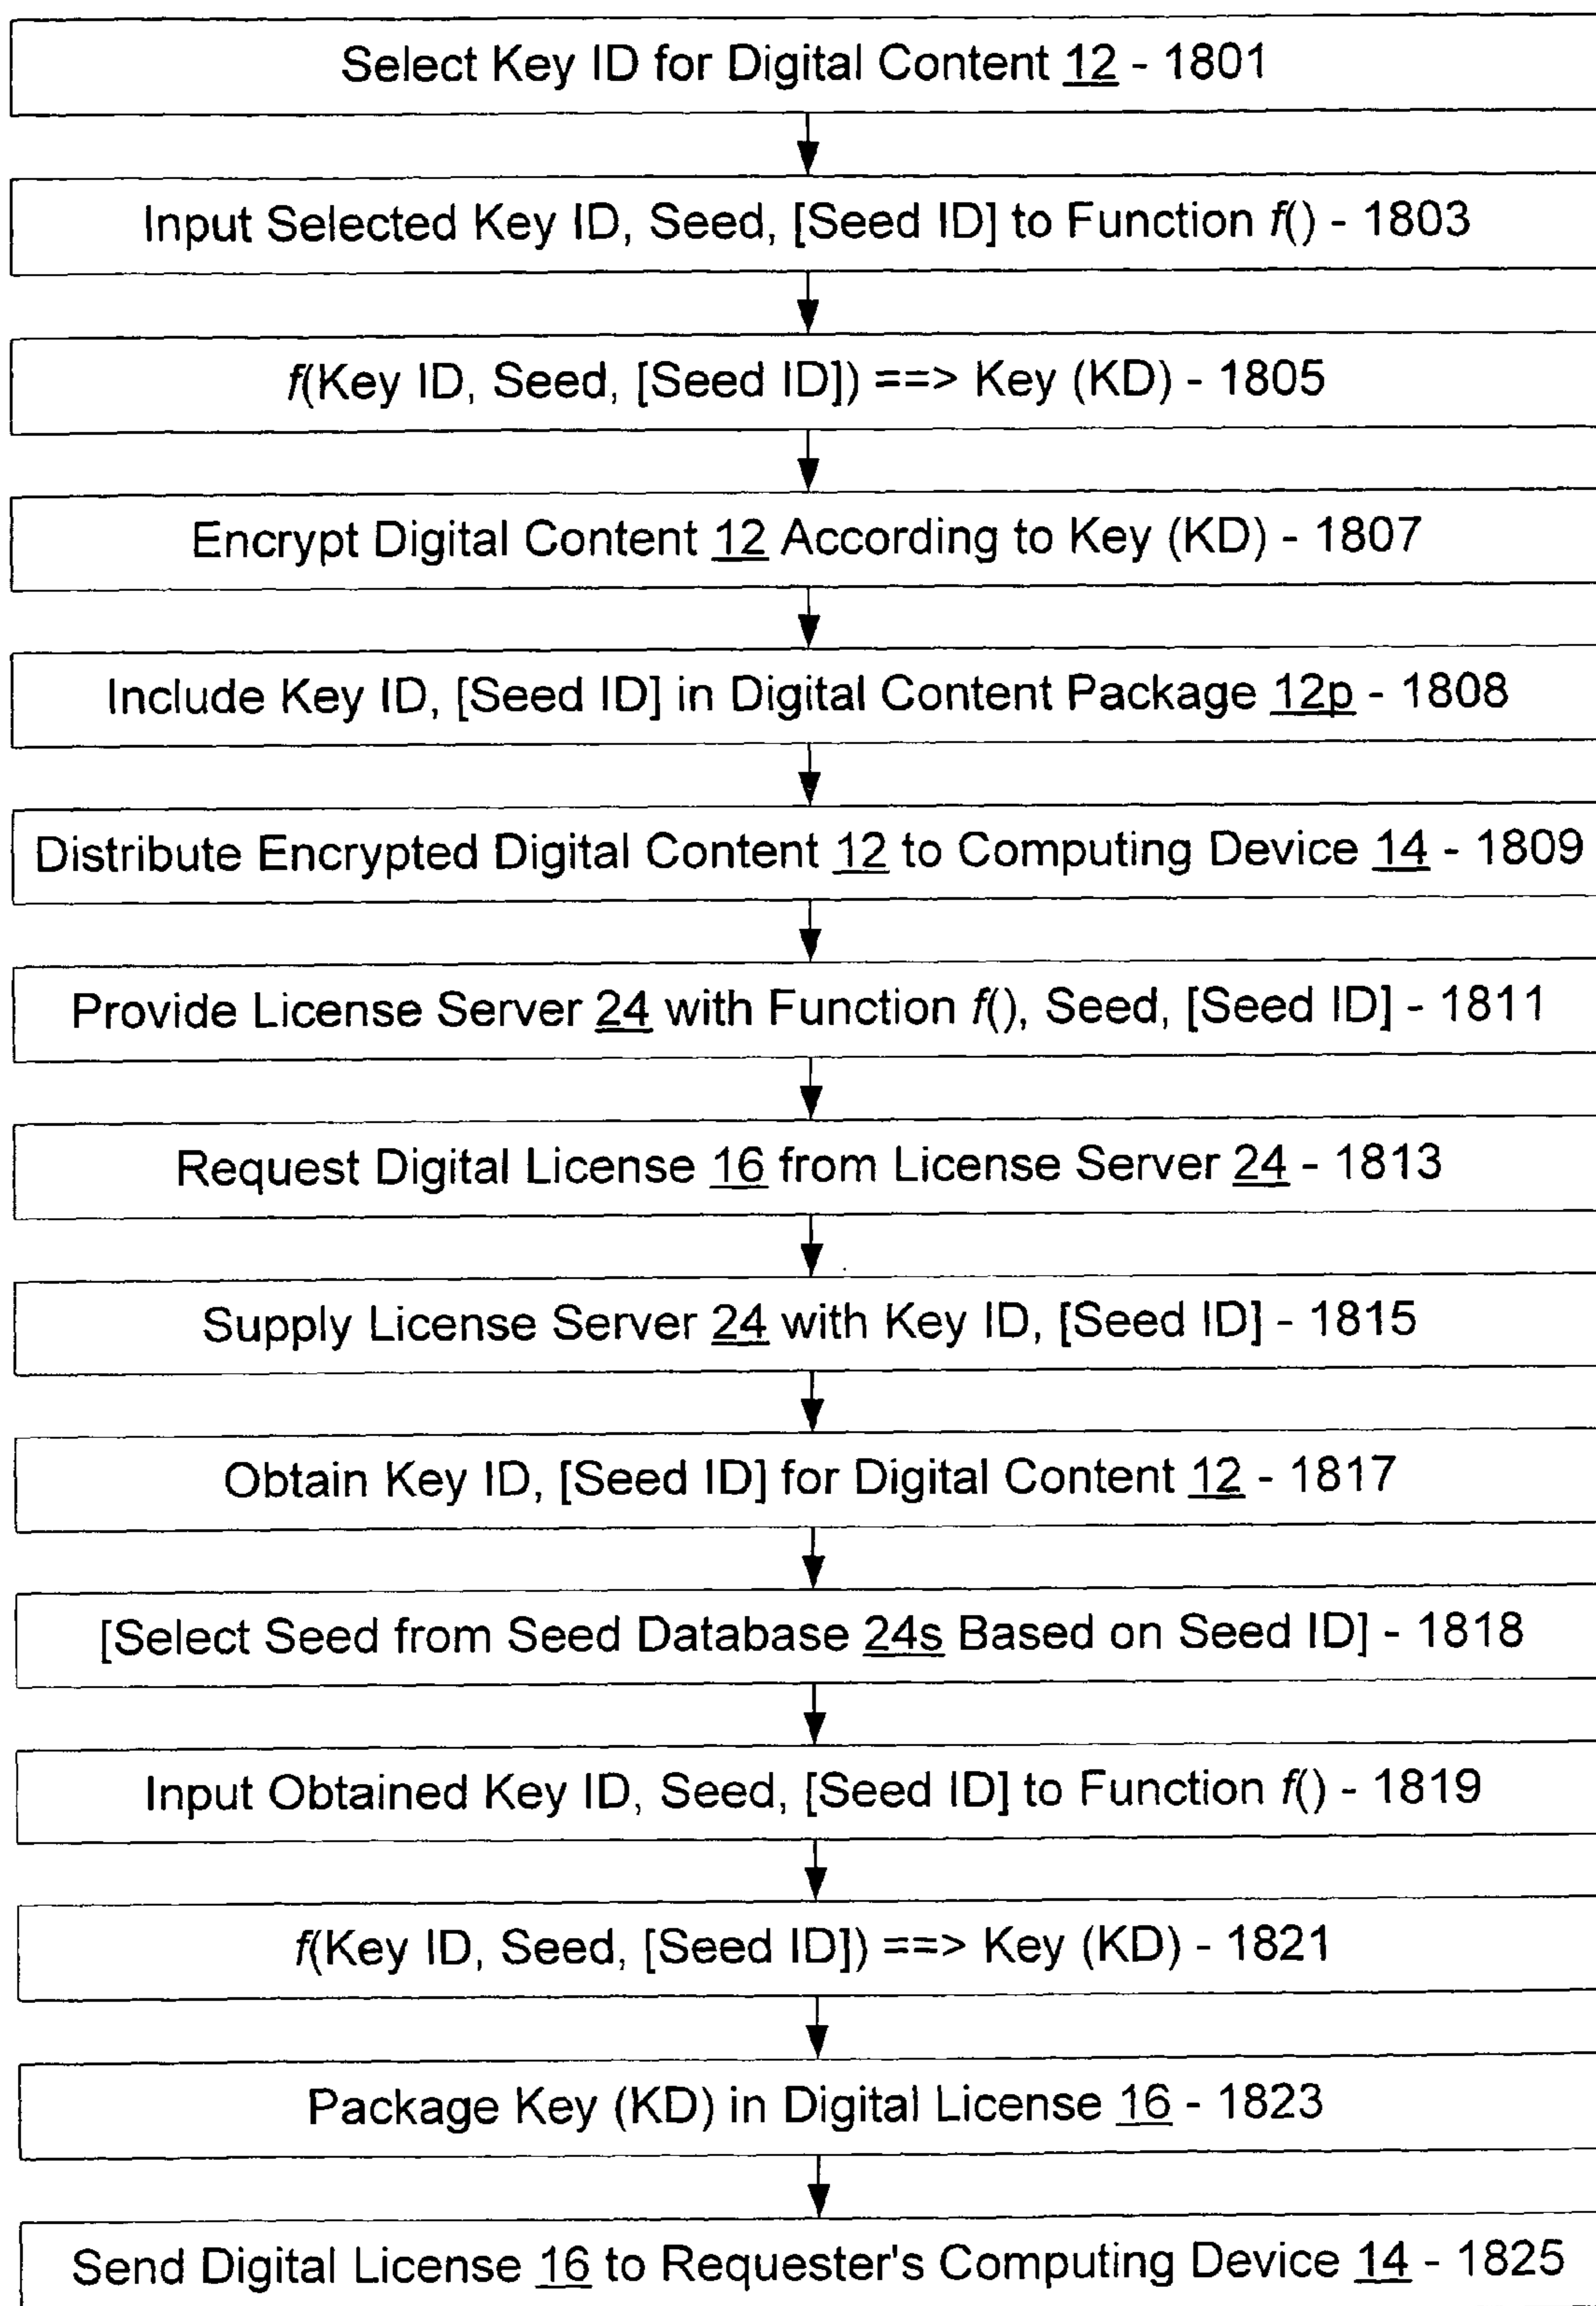 Select Key ID for Digital Content 12 - 1801
Input Selected Key ID, Seed, [Seed ID] to Function f() - 1803
f(Key ID, Seed, [Seed ID]) ==> Key (KD) - 1805
Encrypt Digital Content 12 According to Key (KD) - 1807
Include Key ID, [Seed ID] in Digital Content Package 12p - 1808
Distribute Encrypted Digital Content 12 to Computing Device 14 - 1809
Provide License Server 24 with Function f(), Seed, [Seed ID] - 1811
Request Digital License 16 from License Server 24 - 1813
Supply License Server 24 with Key ID, [Seed ID] - 1815
Obtain Key ID, [Seed ID] for Digital Content 12 - 1817
[Select Seed from Seed Database 24s Based on Seed ID] - 1818
Input Obtained Key ID, Seed, [Seed ID] to Function f() - 1819
f(Key ID, Seed, [Seed ID]) ==> Key (KD) - 1821
Package Key (KD) in Digital License 16 - 1823
Send Digital License 16 to Requester's Computing Device 14 - 1825